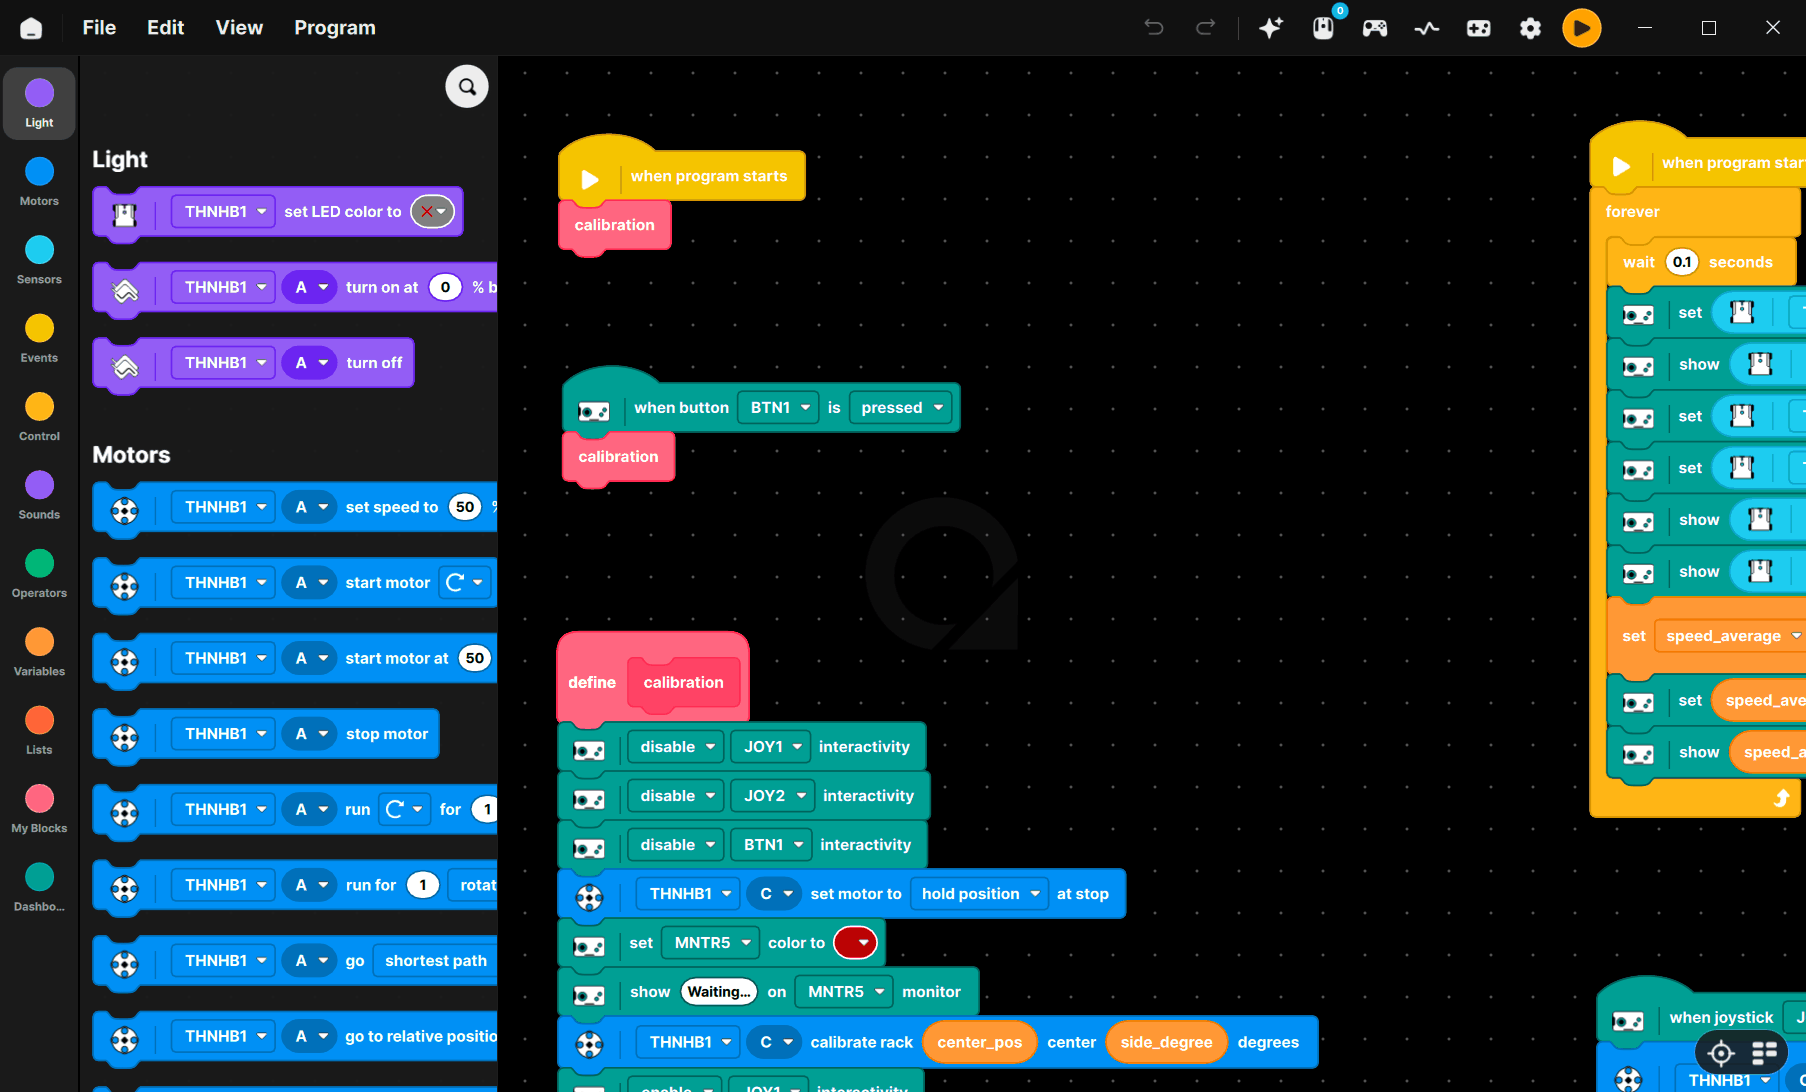 File Edit View Program
0
Light
Motors
Sensors
Events
Control
Sounds
Operators
Variables
Lists
My Blocks
Dashbo...
Light
THNHB1 set LED color to
THNHB1 A turn on at 0 % b
THNHB1 A turn off
Motors
THNHB1 A set speed to 50 %
THNHB1 A start motor
THNHB1 A start motor at 50
THNHB1 A stop motor
THNHB1 A run for 1
THNHB1 A run for 1 rotat
THNHB1 A go shortest path
THNHB1 A go to relative positio
when program starts
calibration
when button BTN1 is pressed
calibration
define calibration
disable JOY1 interactivity
disable JOY2 interactivity
disable BTN1 interactivity
THNHB1 C set motor to hold position at stop
set MNTR5 color to
show Waiting... on MNTR5 monitor
THNHB1 C calibrate rack center_pos center side_degree degrees
enable JOY1 interactivity
when program star
forever
wait 0.1 seconds
set
show
set
set
show
show
set speed_average
set speed_ave
show speed_a
when joystick J
THNHB1